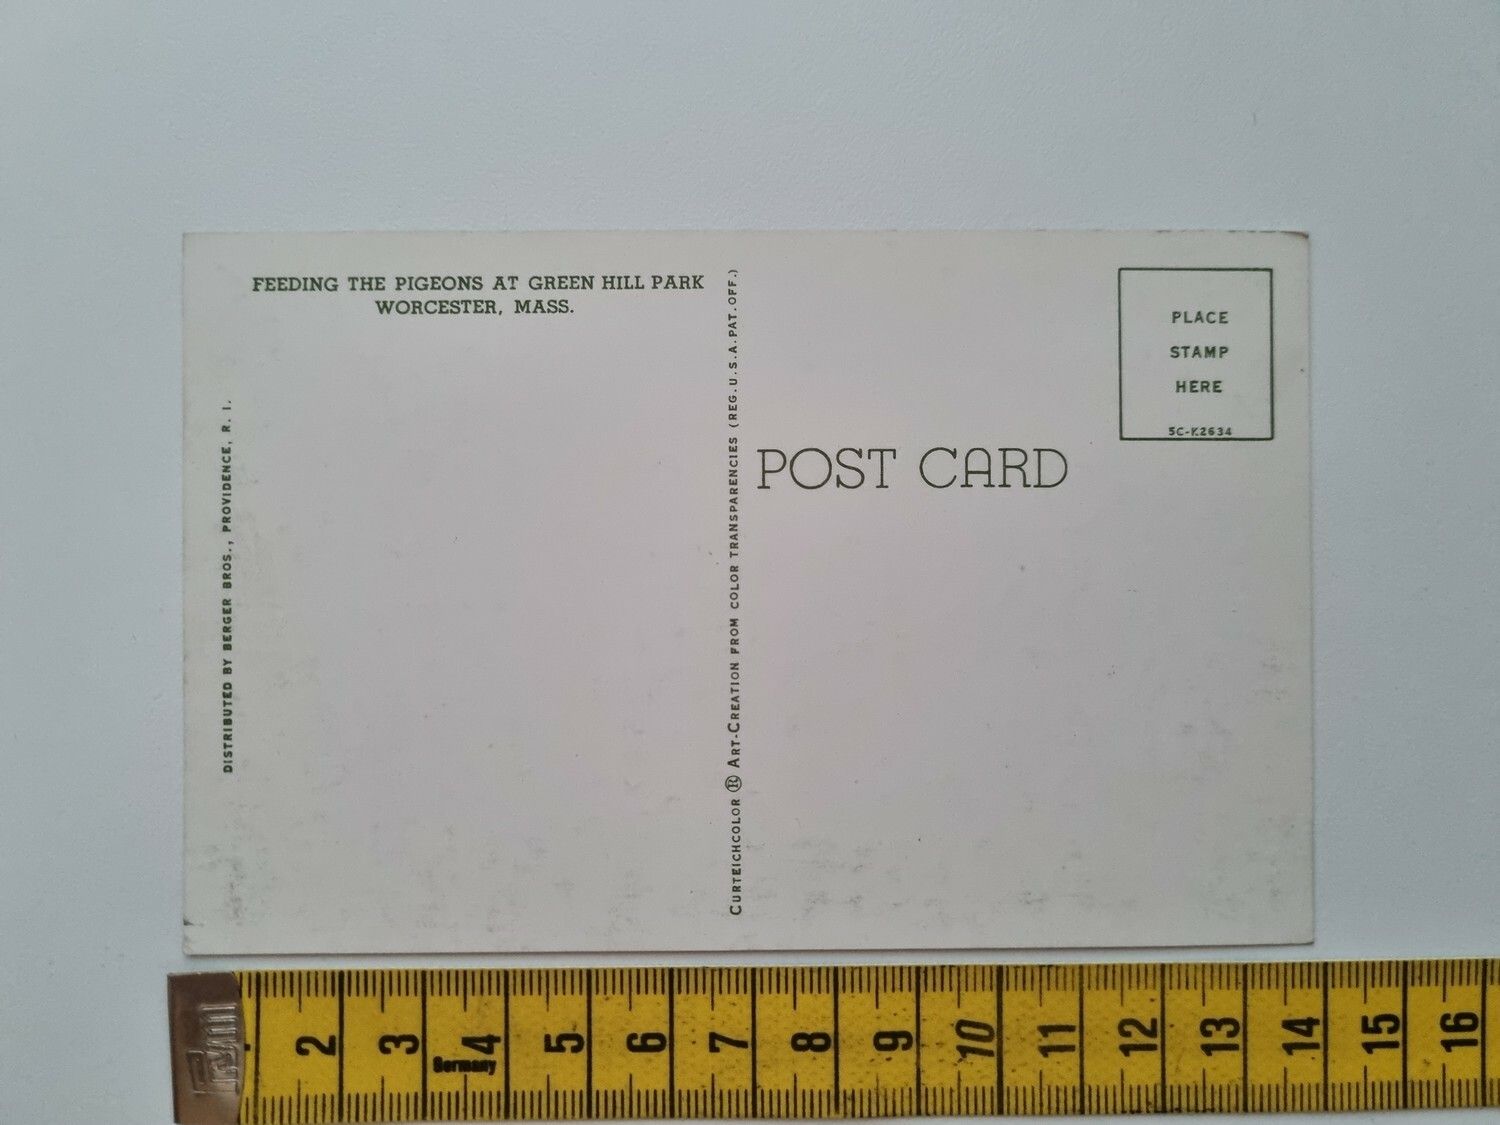 FEEDING THE PIGEONS AT GREEN HILL PARK
WORCESTER, MASS.
DISTRIBUTED BY BERGER BROS., PROVIDENCE, R. I.
CURTEICHCOLOR ® ART-CREATION FROM COLOR TRANSPARENCIES (REG. U. S. A. PAT. OFF.)
POST CARD
PLACE
STAMP
HERE
5C-K2634
2 3 4 5 6 7 8 9 10 11 12 13 14 15 16
Germany